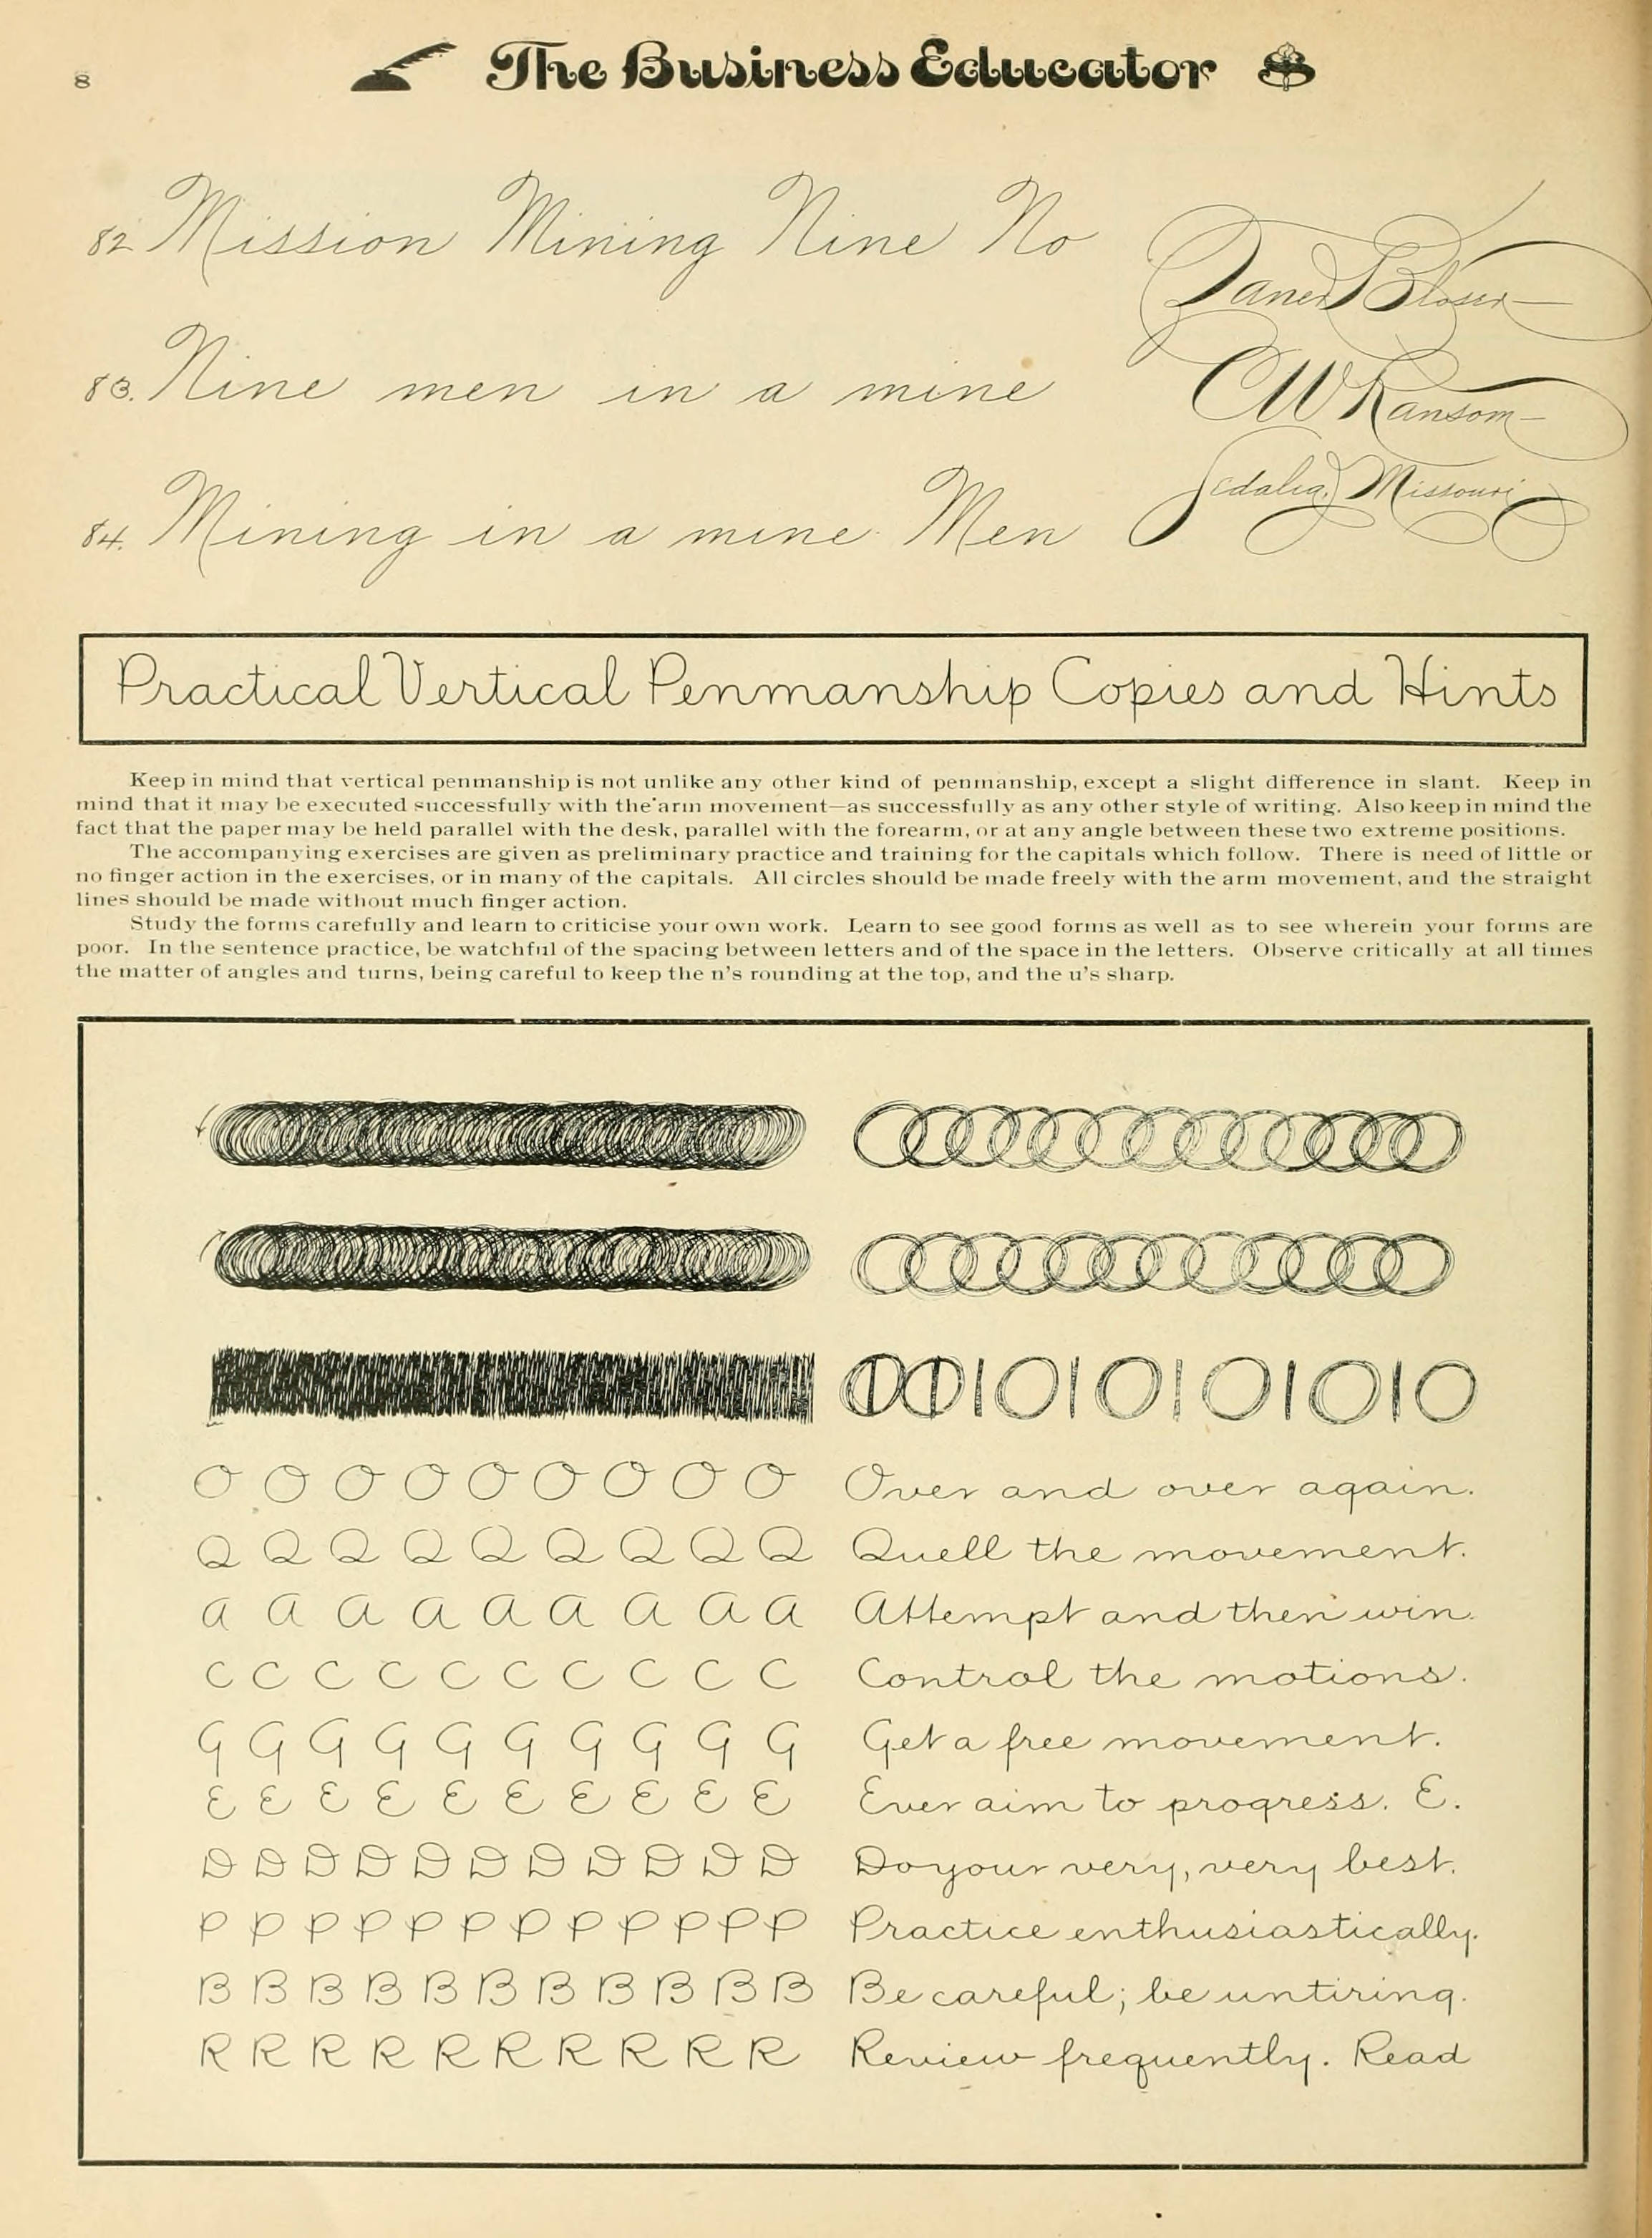 8
The Business Educator
82 Mission Mining Nine No
83. Nine men in a mine
84. Mining in a mine Men
Zaner Bloser
C W Ransom
Sedalia, Missouri
Practical Vertical Penmanship Copies and Hints
Keep in mind that vertical penmanship is not unlike any other kind of penmanship, except a slight difference in slant. Keep in
mind that it may be executed successfully with the arm movement—as successfully as any other style of writing. Also keep in mind the
fact that the paper may be held parallel with the desk, parallel with the forearm, or at any angle between these two extreme positions.
The accompanying exercises are given as preliminary practice and training for the capitals which follow. There is need of little or
no finger action in the exercises, or in many of the capitals. All circles should be made freely with the arm movement, and the straight
lines should be made without much finger action.
Study the forms carefully and learn to criticise your own work. Learn to see good forms as well as to see wherein your forms are
poor. In the sentence practice, be watchful of the spacing between letters and of the space in the letters. Observe critically at all times
the matter of angles and turns, being careful to keep the n's rounding at the top, and the u's sharp.
O O O O O O O O O Over and over again.
Q Q Q Q Q Q Q Q Q Quell the movement.
A A A A A A A A A Attempt and then win.
C C C C C C C C C C Control the motions.
G G G G G G G G G G Get a free movement.
E E E E E E E E E E Ever aim to progress. E.
D D D D D D D D D D D Do your very, very best.
P P P P P P P P P P P P Practice enthusiastically.
B B B B B B B B B B B Be careful; be untiring.
R R R R R R R R R R Review frequently. Read